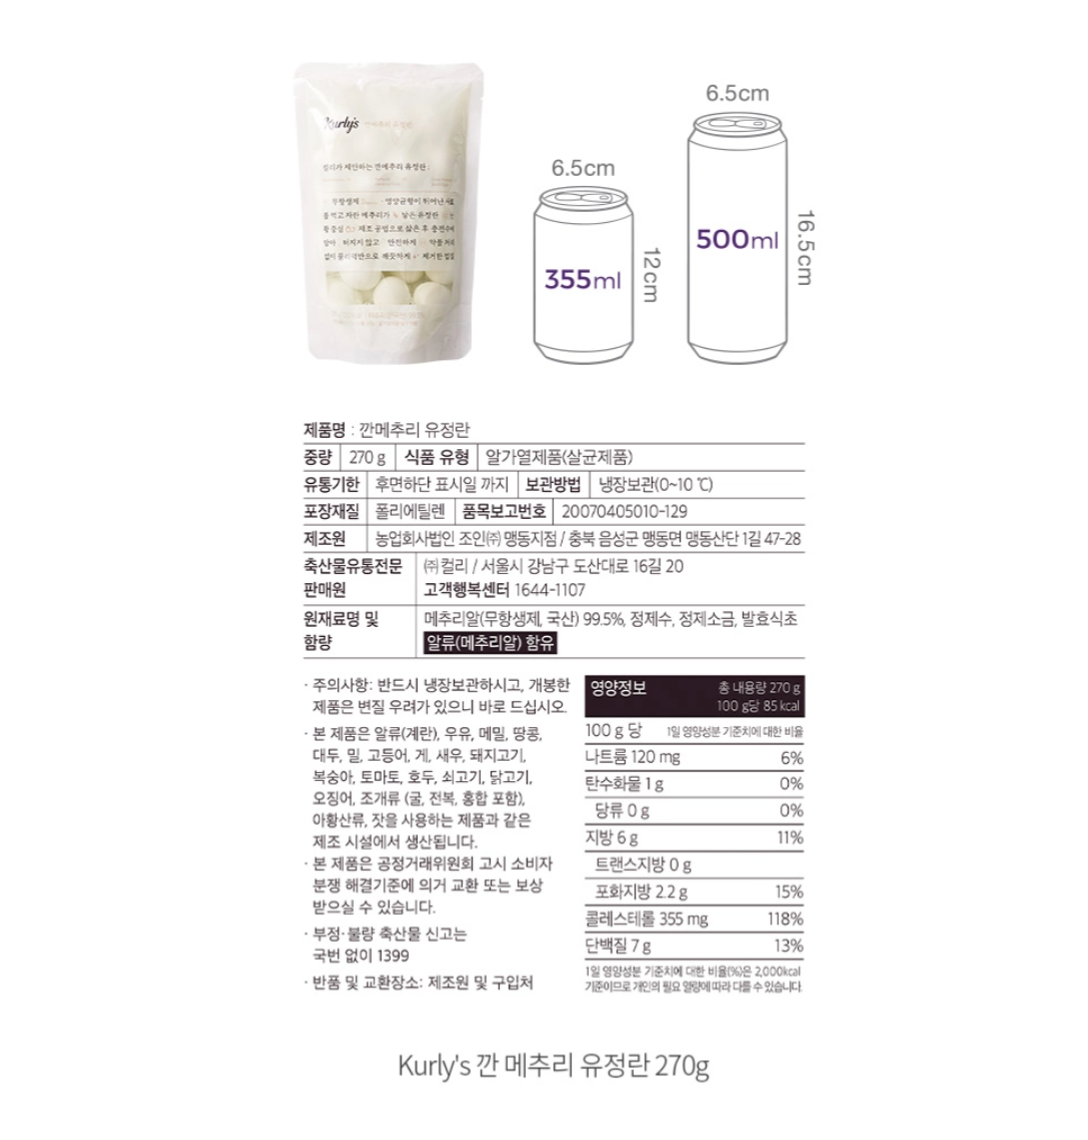 Kurly's 깐메추리 유정란
컬리가 제안하는 깐메추리 유정란 :
6.5cm
355ml
12cm
6.5cm
500ml
16.5cm
제품명 : 깐메추리 유정란
중량 270 g 식품 유형 알가열제품(살균제품)
유통기한 후면하단 표시일 까지 보관방법 냉장보관(0~10 ℃)
포장재질 폴리에틸렌 품목보고번호 20070405010-129
제조원 농업회사법인 조인㈜ 맹동지점 / 충북 음성군 맹동면 맹동산단 1길 47-28
축산물유통전문 ㈜컬리 / 서울시 강남구 도산대로 16길 20
판매원 고객행복센터 1644-1107
원재료명 및 메추리알(무항생제, 국산) 99.5%, 정제수, 정제소금, 발효식초
함량 알류(메추리알) 함유
· 주의사항: 반드시 냉장보관하시고, 개봉한
제품은 변질 우려가 있으니 바로 드십시오.
· 본 제품은 알류(계란), 우유, 메밀, 땅콩,
대두, 밀, 고등어, 게, 새우, 돼지고기,
복숭아, 토마토, 호두, 쇠고기, 닭고기,
오징어, 조개류 (굴, 전복, 홍합 포함),
아황산류, 잣을 사용하는 제품과 같은
제조 시설에서 생산됩니다.
· 본 제품은 공정거래위원회 고시 소비자
분쟁 해결기준에 의거 교환 또는 보상
받으실 수 있습니다.
· 부정·불량 축산물 신고는
국번 없이 1399
· 반품 및 교환장소: 제조원 및 구입처
영양정보 총 내용량 270 g
100 g당 85 kcal
100 g 당 1일 영양성분 기준치에 대한 비율
나트륨 120 mg 6%
탄수화물 1 g 0%
당류 0 g 0%
지방 6 g 11%
트랜스지방 0 g
포화지방 2.2 g 15%
콜레스테롤 355 mg 118%
단백질 7 g 13%
1일 영양성분 기준치에 대한 비율(%)은 2,000kcal
기준이므로 개인의 필요 열량에 따라 다를 수 있습니다.
Kurly's 깐 메추리 유정란 270g